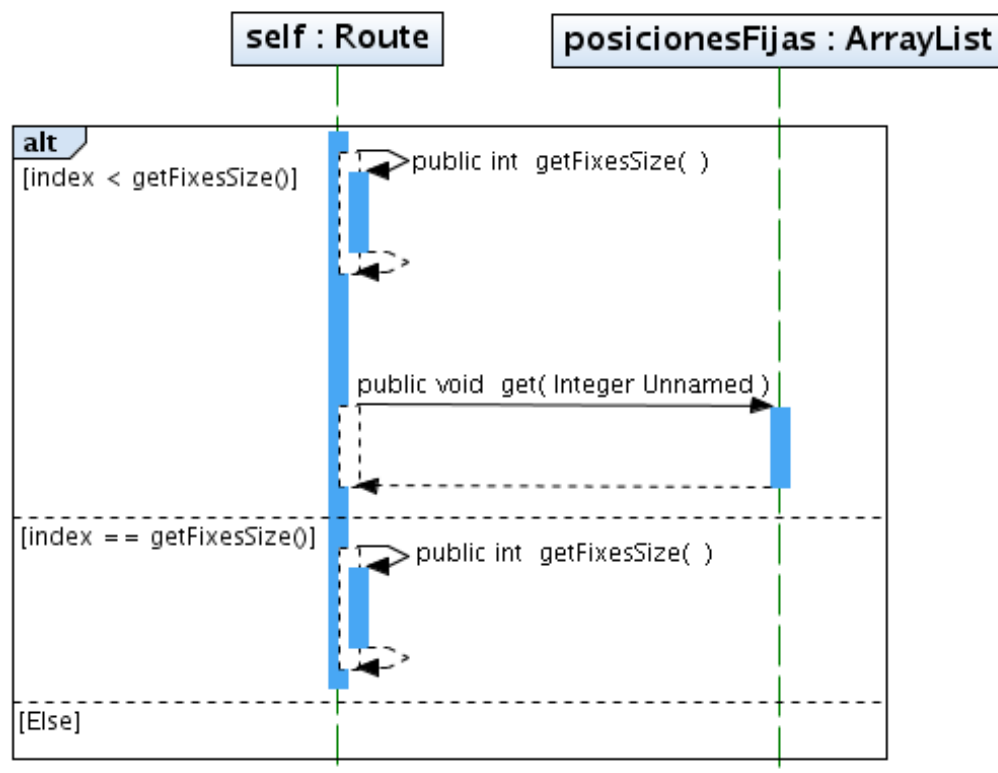 self : Route
posicionesFijas : ArrayList
alt
[index < getFixesSize()]
public int getFixesSize( )
public void get( Integer Unnamed )
[index == getFixesSize()]
public int getFixesSize( )
[Else]